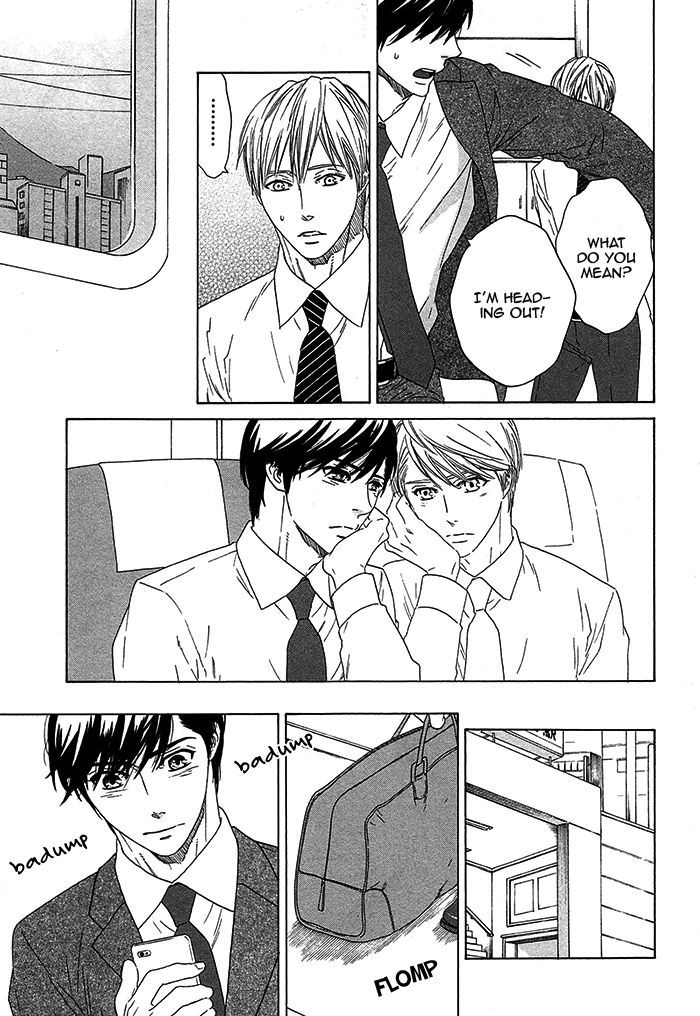 WHAT
DO YOU
MEAN?
I'M HEAD-
ING OUT!
.........
FLOMP
badump
badump